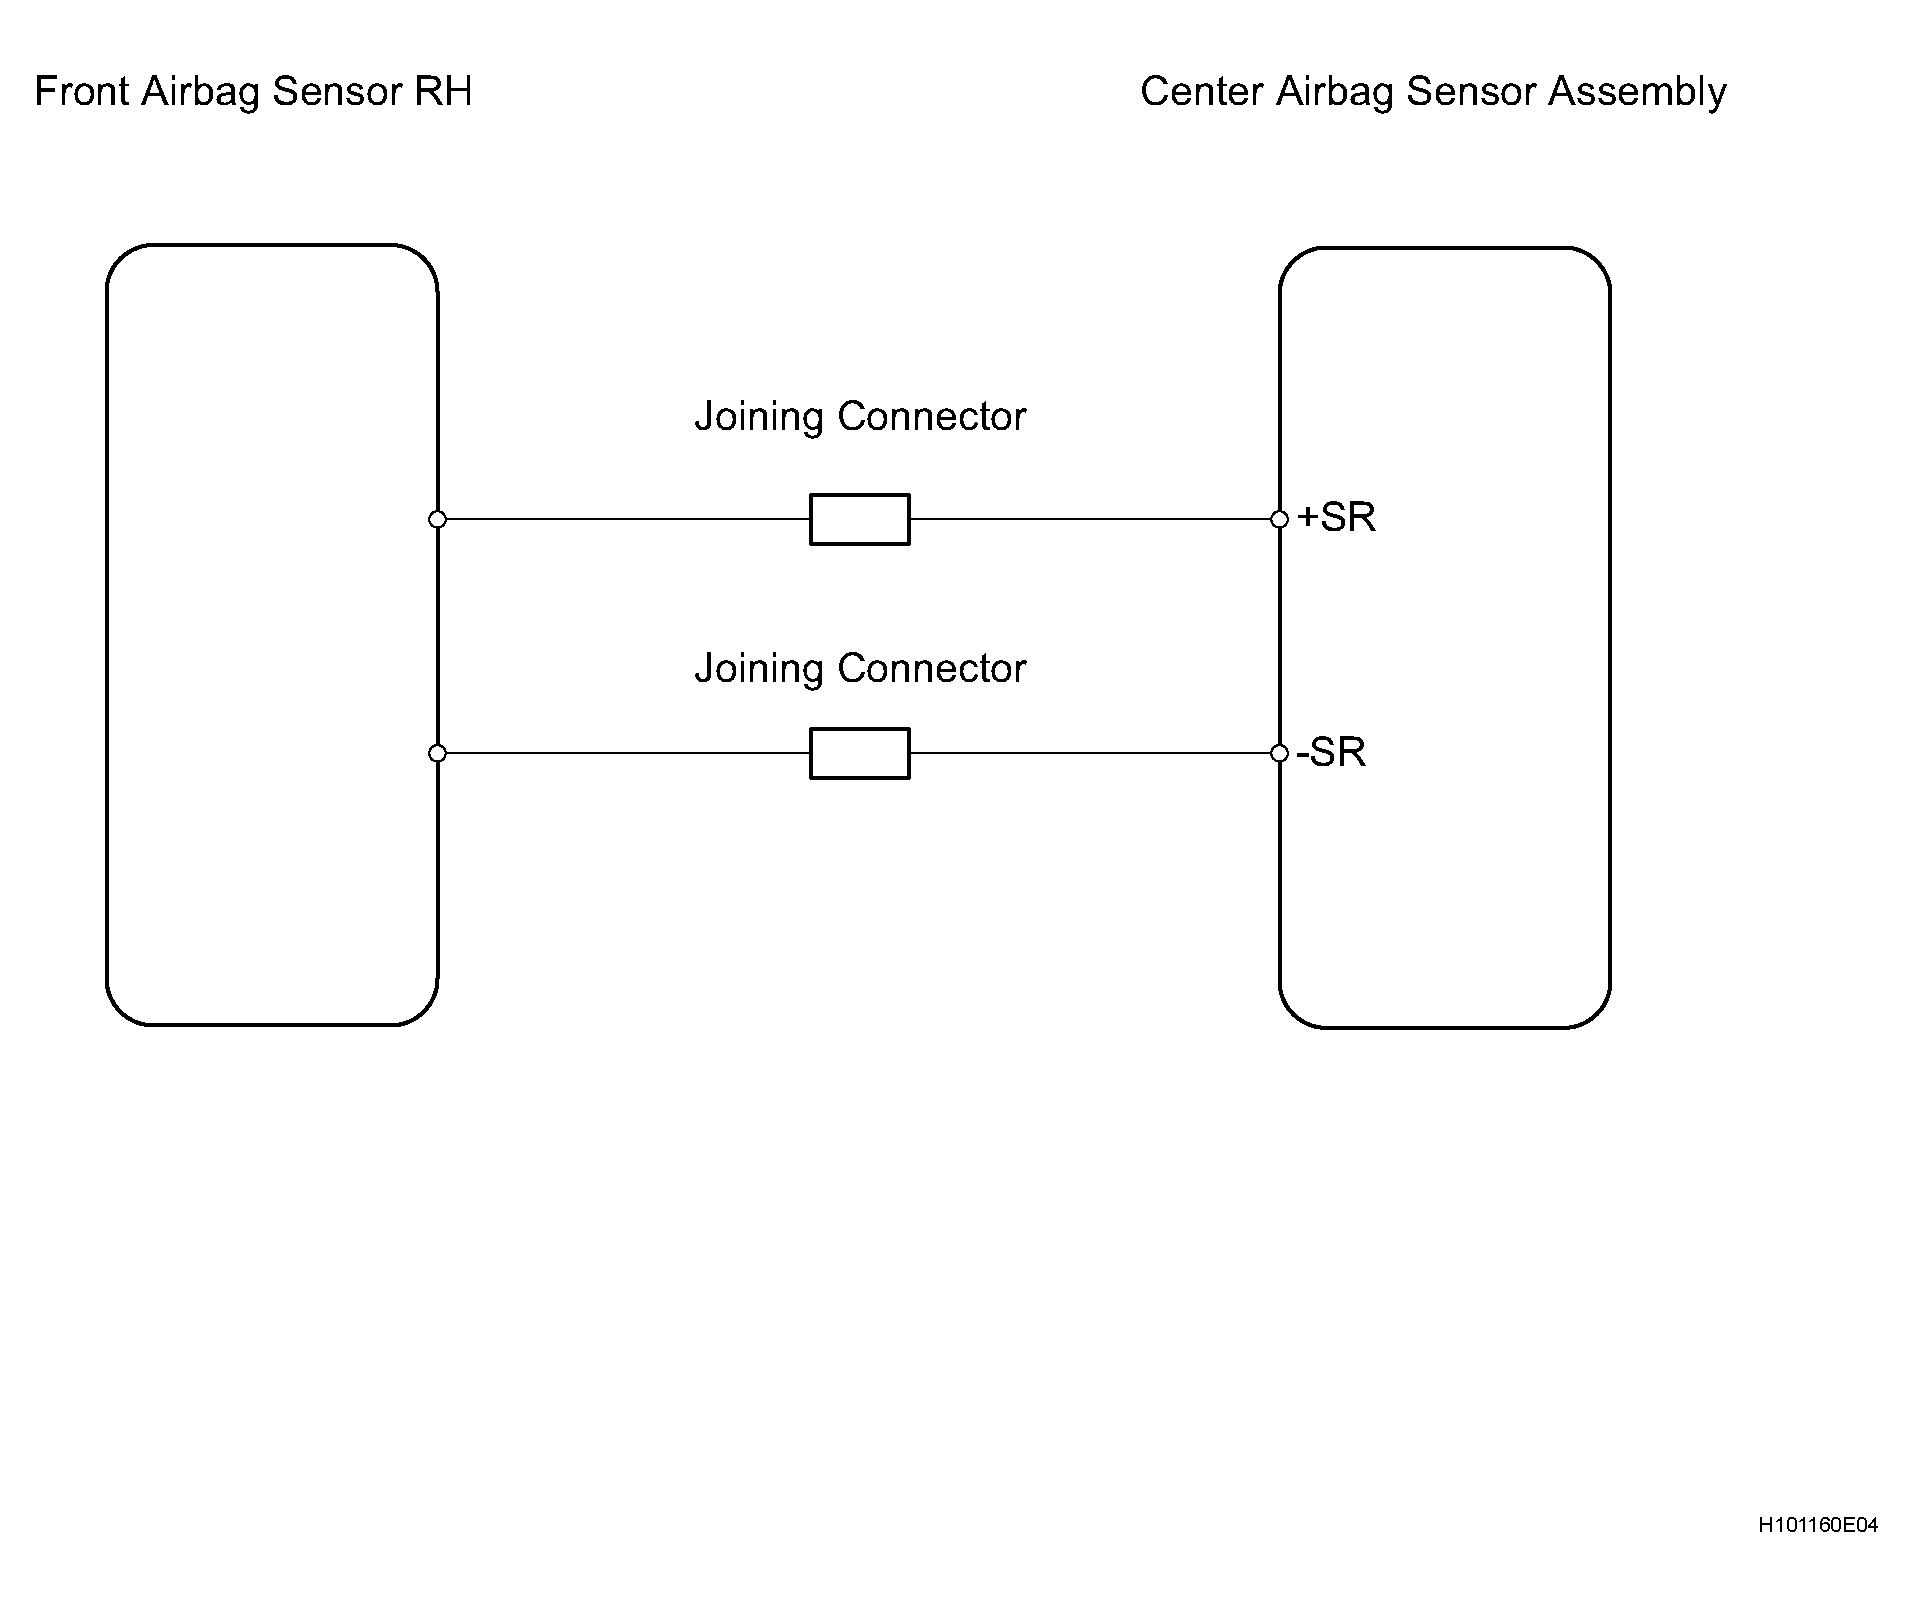 Front Airbag Sensor RH
Center Airbag Sensor Assembly
Joining Connector
+SR
Joining Connector
-SR
H101160E04